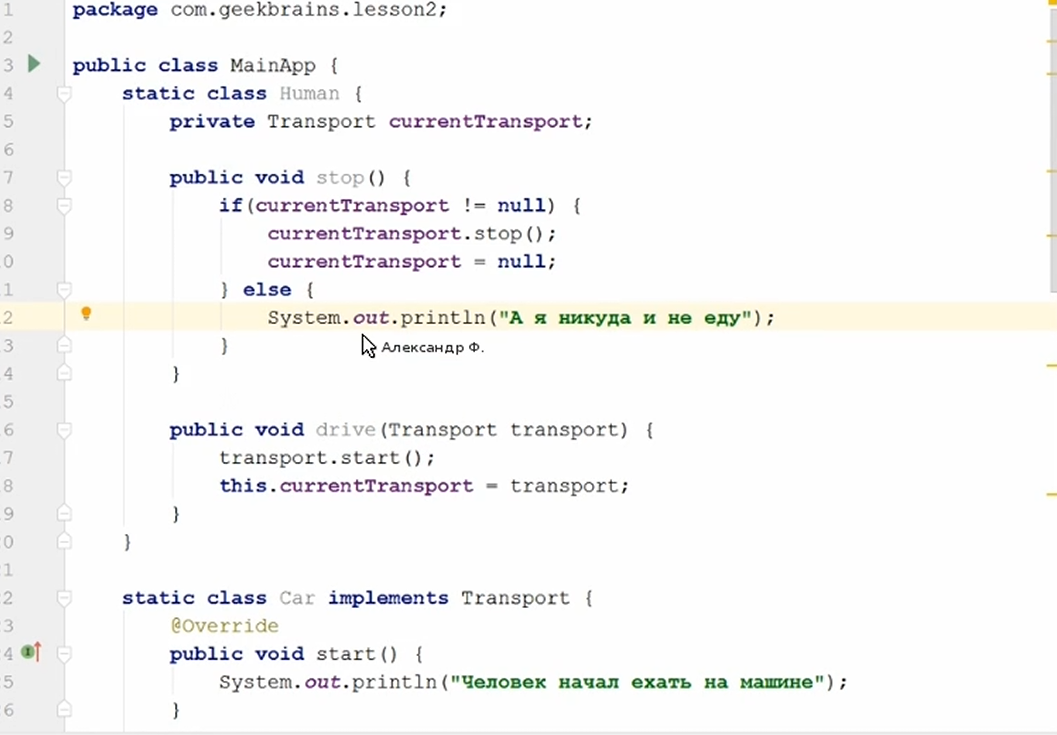 1 package com.geekbrains.lesson2;
2
3 public class MainApp {
4 static class Human {
5 private Transport currentTransport;
6
7 public void stop() {
8 if(currentTransport != null) {
9 currentTransport.stop();
0 currentTransport = null;
1 } else {
2 System.out.println("А я никуда и не еду");
3 }
Александр Ф.
4 }
5
6 public void drive(Transport transport) {
7 transport.start();
8 this.currentTransport = transport;
9 }
0 }
1
2 static class Car implements Transport {
3 @Override
4 public void start() {
5 System.out.println("Человек начал ехать на машине");
6 }